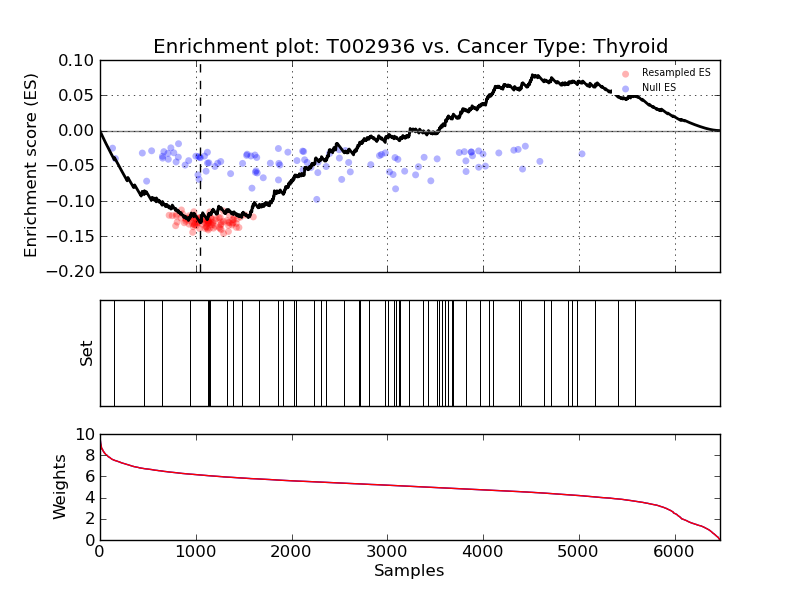 Enrichment plot: T002936 vs. Cancer Type: Thyroid
Enrichment score (ES)
0.10
0.05
0.00
−0.05
−0.10
−0.15
−0.20
Resampled ES
Null ES
Set
Weights
10
8
6
4
2
0
0 1000 2000 3000 4000 5000 6000
Samples